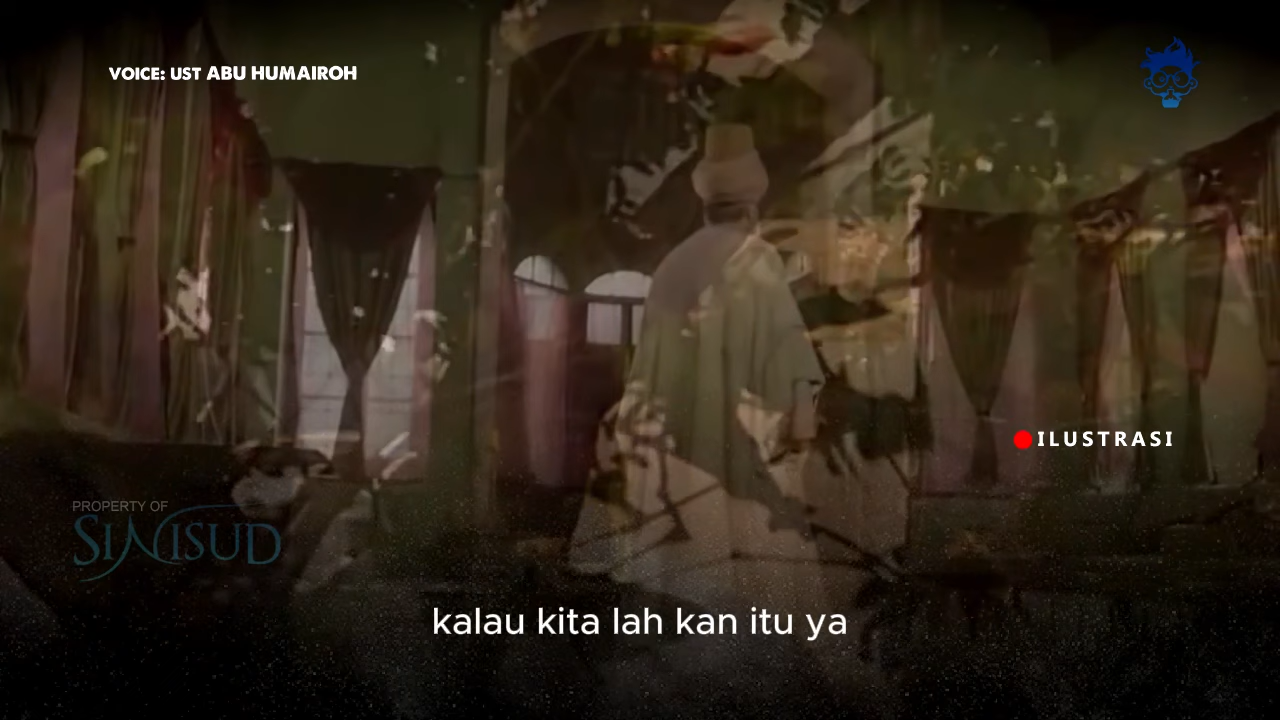 VOICE: UST ABU HUMAIROH
ILUSTRASI
PROPERTY OF
SINISUD
kalau kita lah kan itu ya